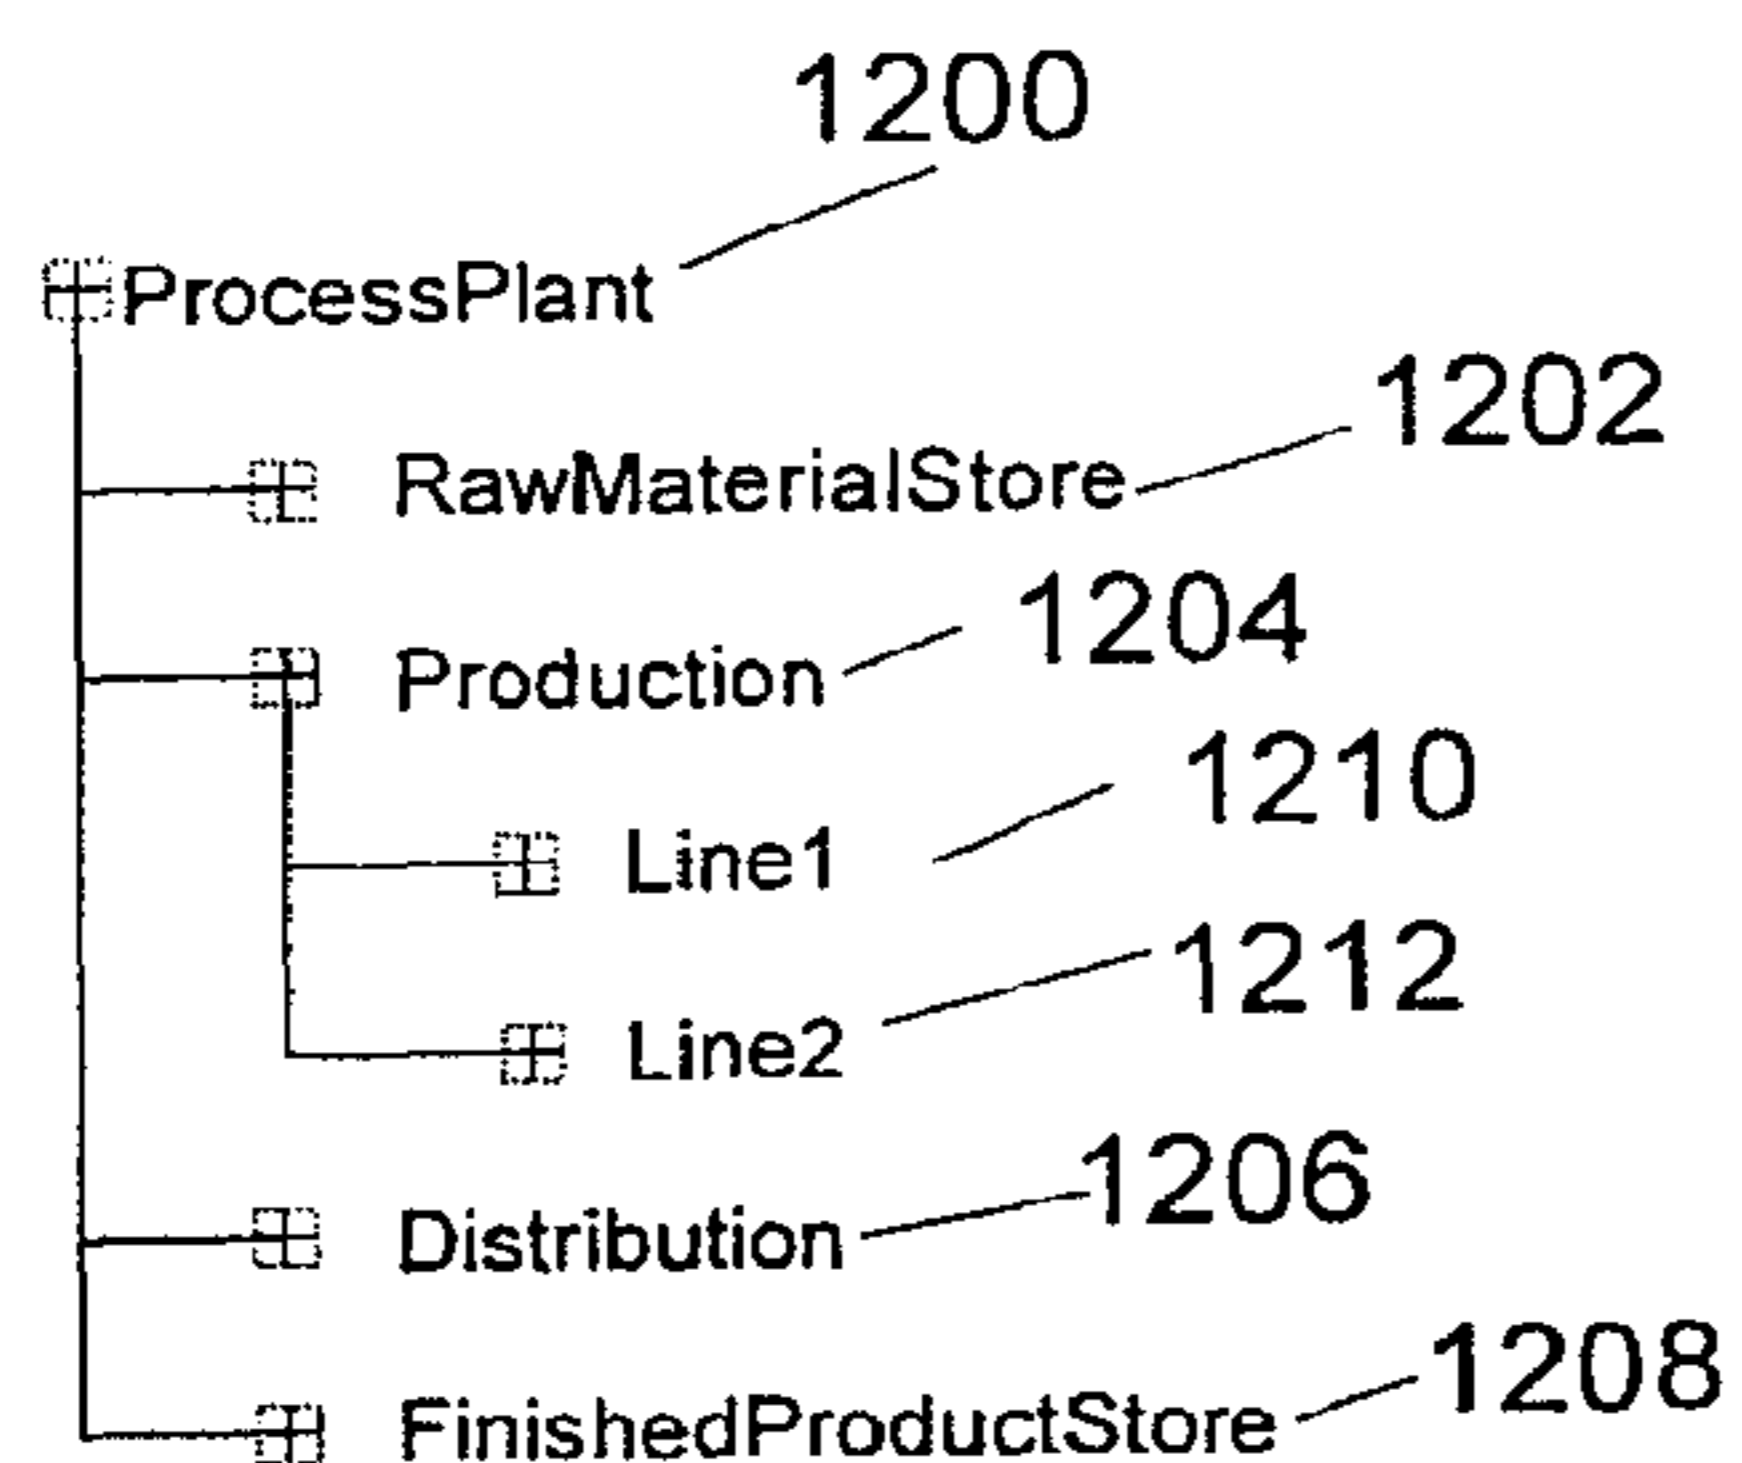 1200
ProcessPlant
1202
RawMaterialStore
1204
Production
1210
Line1
1212
Line2
1206
Distribution
1208
FinishedProductStore